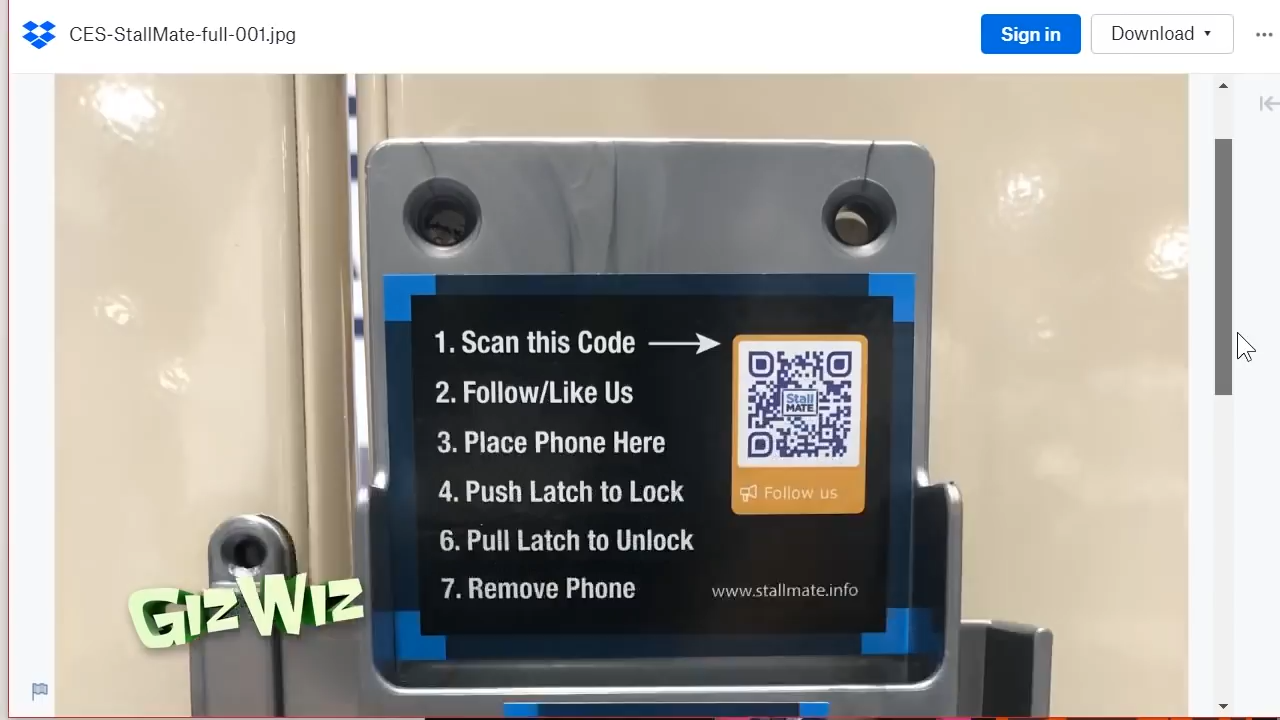 CES-StallMate-full-001.jpg
Sign in
Download
1. Scan this Code
2. Follow/Like Us
3. Place Phone Here
4. Push Latch to Lock
6. Pull Latch to Unlock
7. Remove Phone
Stall
MATE
Follow us
www.stallmate.info
GizWiz